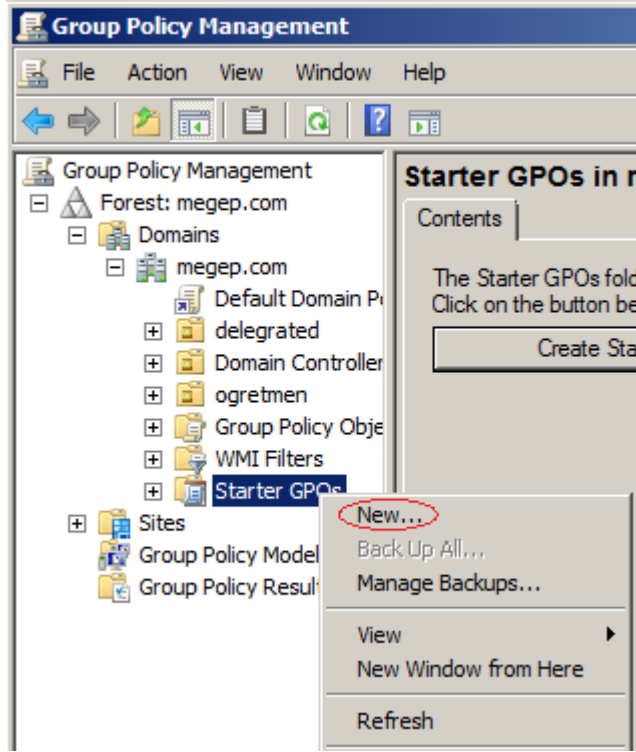 Group Policy Management
File Action View Window Help
Group Policy Management
Forest: megep.com
Domains
megep.com
Default Domain P
delegrated
Domain Controller
ogretmen
Group Policy Obje
WMI Filters
Starter GPOs
Sites
Group Policy Model
Group Policy Resul
Starter GPOs in
Contents
The Starter GPOs fol
Click on the button be
Create Sta
New...
Back Up All...
Manage Backups...
View
New Window from Here
Refresh